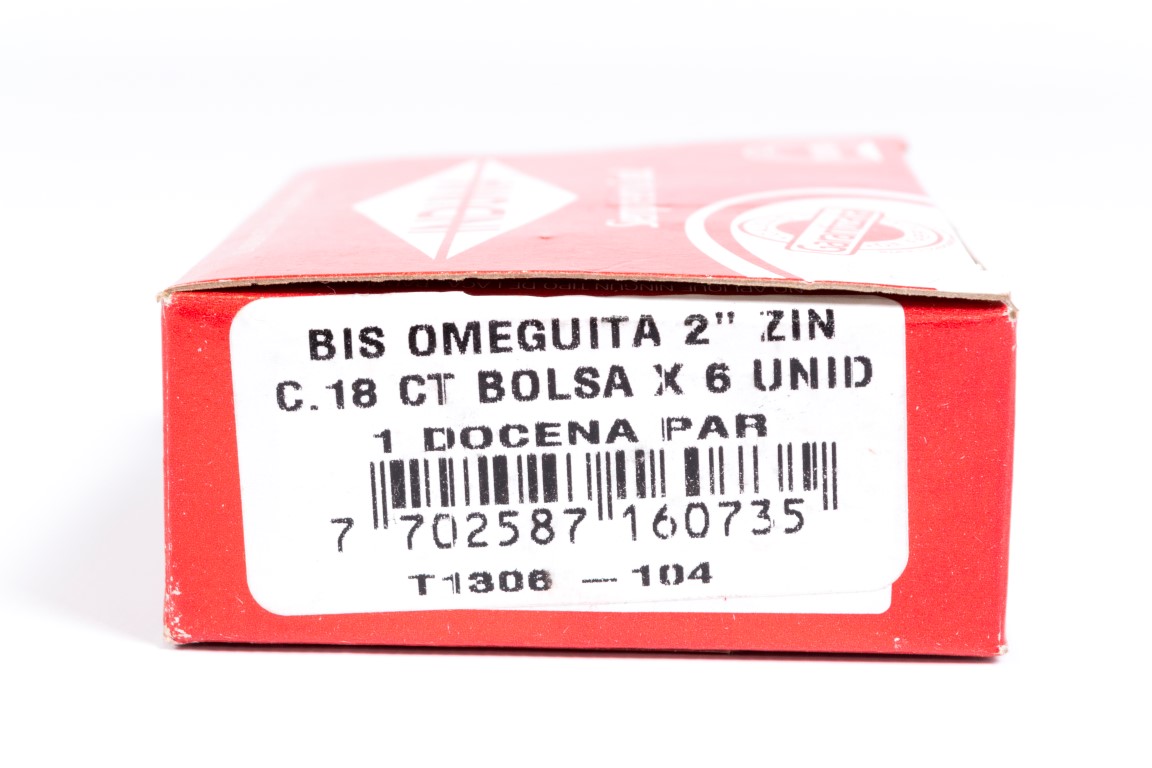 BIS OMEGUITA 2" ZIN
C.18 CT BOLSA X 6 UNID
1 DOCENA PAR
7 702587 160735
T1306 — 104